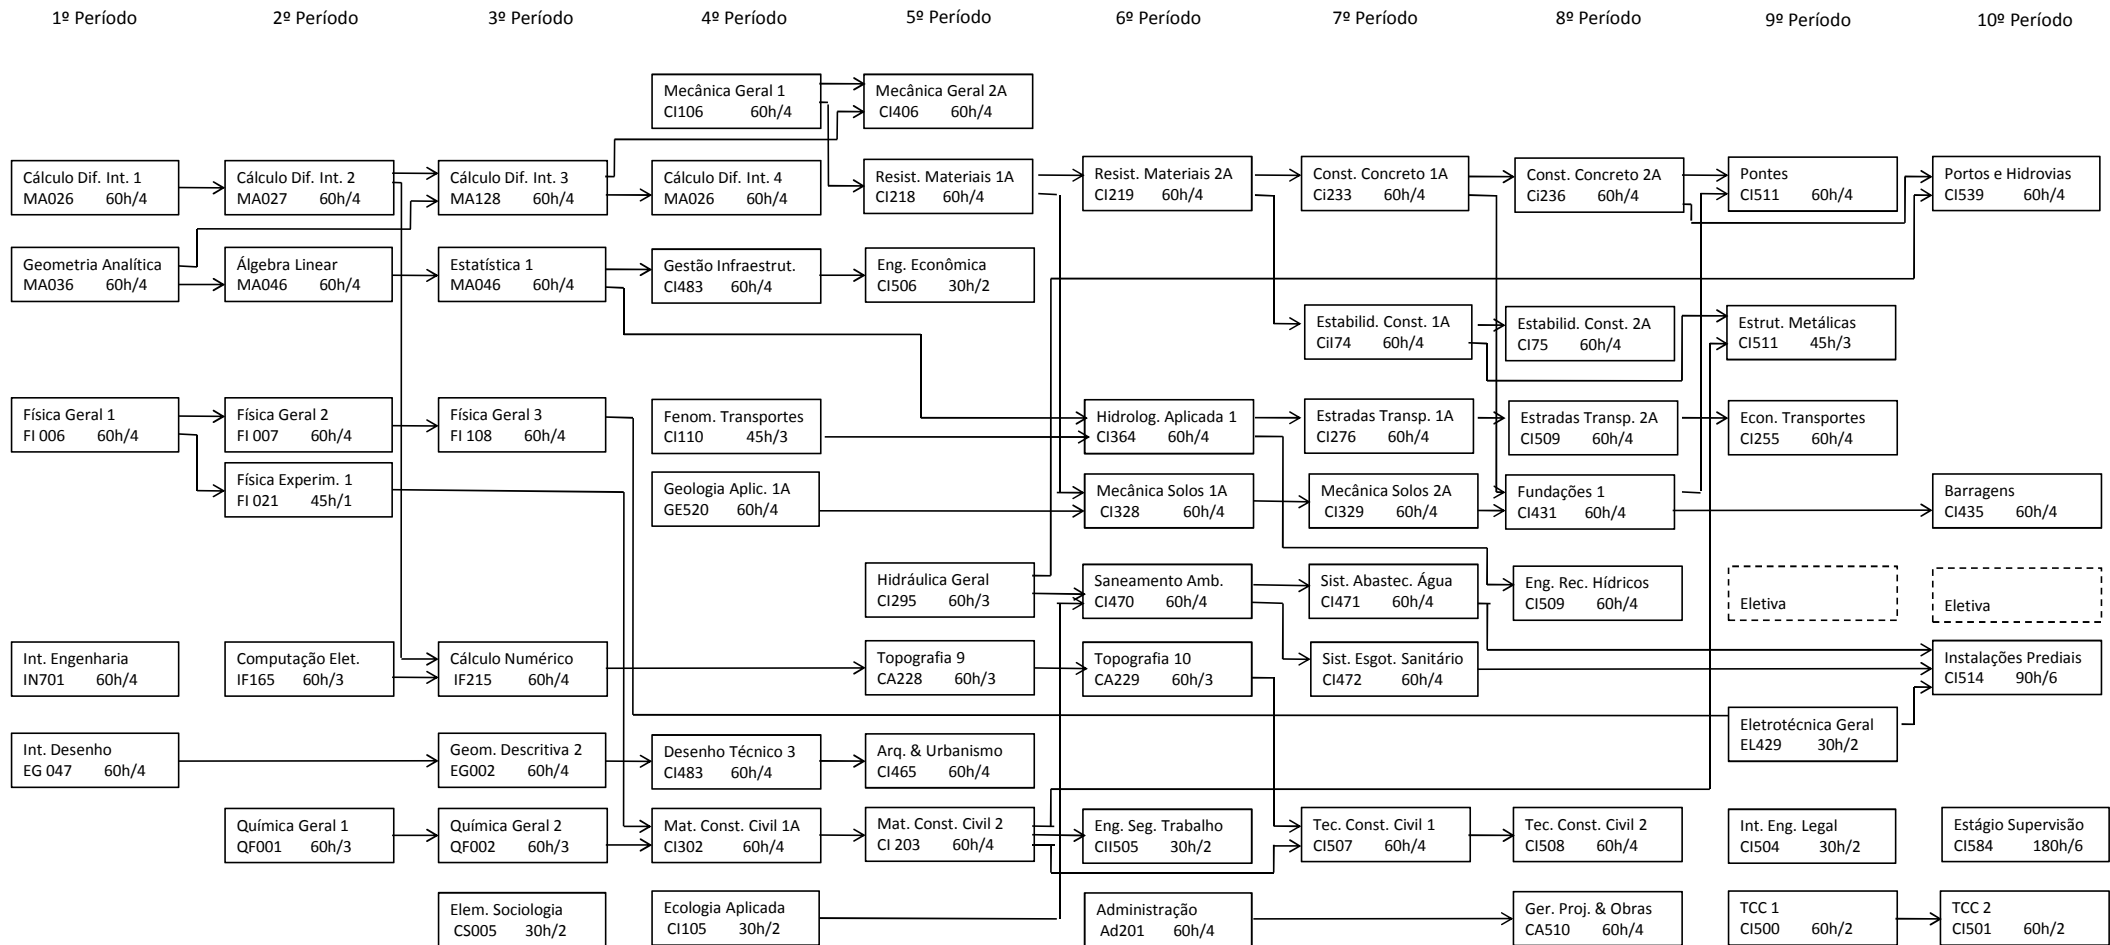 1º Período
2º Período
3º Período
4º Período
5º Período
6º Período
7º Período
8º Período
9º Período
10º Período
Mecânica Geral 1
CI106 60h/4
Mecânica Geral 2A
CI406 60h/4
Cálculo Dif. Int. 1
MA026 60h/4
Cálculo Dif. Int. 2
MA027 60h/4
Cálculo Dif. Int. 3
MA128 60h/4
Cálculo Dif. Int. 4
MA026 60h/4
Resist. Materiais 1A
CI218 60h/4
Resist. Materiais 2A
CI219 60h/4
Const. Concreto 1A
Ci233 60h/4
Const. Concreto 2A
Ci236 60h/4
Pontes
CI511 60h/4
Portos e Hidrovias
CI539 60h/4
Geometria Analítica
MA036 60h/4
Álgebra Linear
MA046 60h/4
Estatística 1
MA046 60h/4
Gestão Infraestrut.
CI483 60h/4
Eng. Econômica
CI506 30h/2
Estabilid. Const. 1A
CiI74 60h/4
Estabilid. Const. 2A
CI75 60h/4
Estrut. Metálicas
CI511 45h/3
Física Geral 1
FI 006 60h/4
Física Geral 2
FI 007 60h/4
Física Geral 3
FI 108 60h/4
Fenom. Transportes
CI110 45h/3
Hidrolog. Aplicada 1
CI364 60h/4
Estradas Transp. 1A
CI276 60h/4
Estradas Transp. 2A
CI509 60h/4
Econ. Transportes
CI255 60h/4
Física Experim. 1
FI 021 45h/1
Geologia Aplic. 1A
GE520 60h/4
Mecânica Solos 1A
CI328 60h/4
Mecânica Solos 2A
CI329 60h/4
Fundações 1
CI431 60h/4
Barragens
CI435 60h/4
Hidráulica Geral
CI295 60h/3
Saneamento Amb.
CI470 60h/4
Sist. Abastec. Água
CI471 60h/4
Eng. Rec. Hídricos
CI509 60h/4
Eletiva
Eletiva
Int. Engenharia
IN701 60h/4
Computação Elet.
IF165 60h/3
Cálculo Numérico
IF215 60h/4
Topografia 9
CA228 60h/3
Topografia 10
CA229 60h/3
Sist. Esgot. Sanitário
CI472 60h/4
Instalações Prediais
CI514 90h/6
Eletrotécnica Geral
EL429 30h/2
Int. Desenho
EG 047 60h/4
Geom. Descritiva 2
EG002 60h/4
Desenho Técnico 3
CI483 60h/4
Arq. & Urbanismo
CI465 60h/4
Química Geral 1
QF001 60h/3
Química Geral 2
QF002 60h/3
Mat. Const. Civil 1A
CI302 60h/4
Mat. Const. Civil 2
CI 203 60h/4
Eng. Seg. Trabalho
CII505 30h/2
Tec. Const. Civil 1
CI507 60h/4
Tec. Const. Civil 2
CI508 60h/4
Int. Eng. Legal
CI504 30h/2
Estágio Supervisão
CI584 180h/6
Elem. Sociologia
CS005 30h/2
Ecologia Aplicada
CI105 30h/2
Administração
Ad201 60h/4
Ger. Proj. & Obras
CA510 60h/4
TCC 1
CI500 60h/2
TCC 2
CI501 60h/2